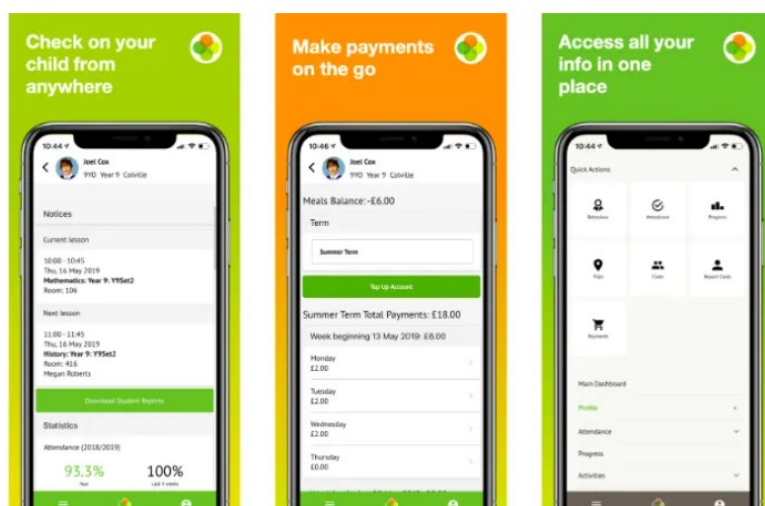 Check on your
child from
anywhere
10:44
Joel Cox
9YO Year 9 Colville
Notices
Current lesson
10:00 - 10:45
Thu, 16 May 2019
Mathematics: Year 9: Y9Set2
Room: 106
Next lesson
11:00 - 11:45
Thu, 16 May 2019
History: Year 9: Y9Set2
Room: 416
Megan Roberts
Download Student Reports
Statistics
Attendance (2018/2019)
93.3% 100%
Year Last 4 weeks
Make payments
on the go
10:46
Joel Cox
9YO Year 9 Colville
Meals Balance: -£6.00
Term
Summer Term
Top Up Account
Summer Term Total Payments: £18.00
Week beginning 13 May 2019: £6.00
Monday
£2.00
Tuesday
£2.00
Wednesday
£2.00
Thursday
£0.00
Access all your
info in one
place
10:44
Quick Actions
Behaviour Attendance Progress
Trips Clubs Report Cards
Payments
Main Dashboard
Profile
Attendance
Progress
Activities